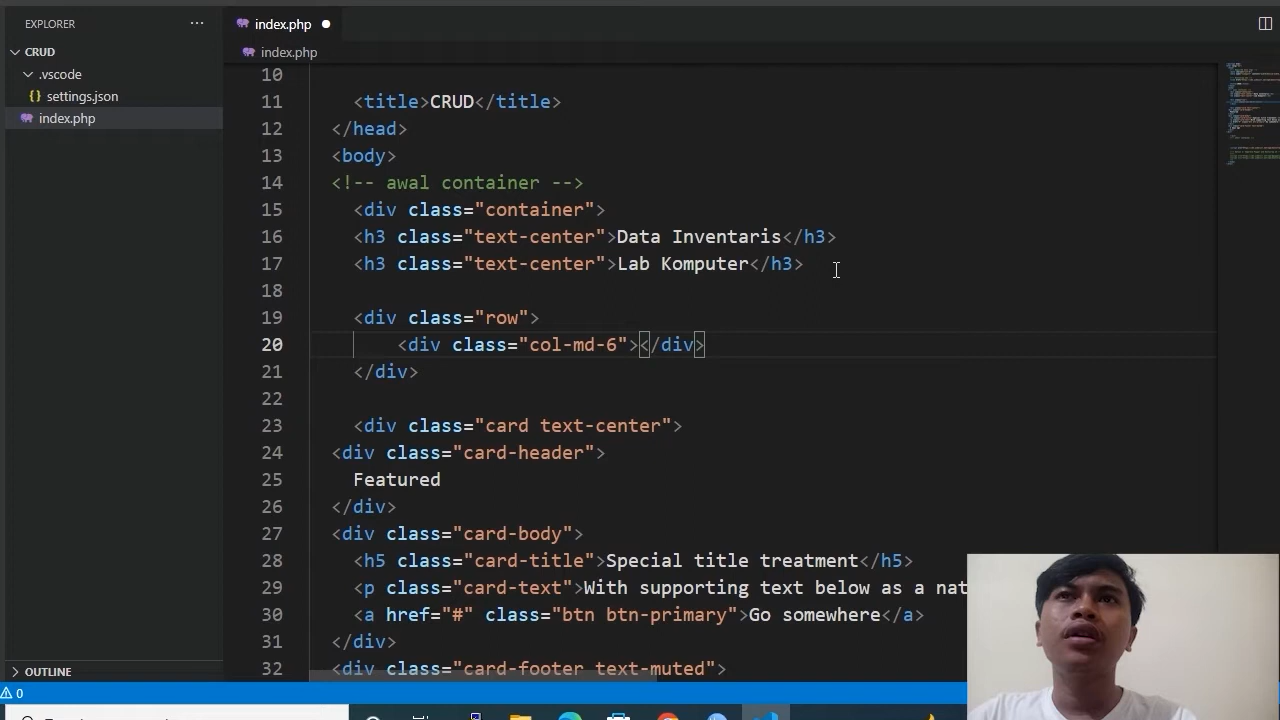 EXPLORER
···
index.php
CRUD
index.php
.vscode
settings.json
index.php
10
11 <title>CRUD</title>
12 </head>
13 <body>
14 <!-- awal container -->
15 <div class="container">
16 <h3 class="text-center">Data Inventaris</h3>
17 <h3 class="text-center">Lab Komputer</h3>
18
19 <div class="row">
20 <div class="col-md-6"></div>
21 </div>
22
23 <div class="card text-center">
24 <div class="card-header">
25 Featured
26 </div>
27 <div class="card-body">
28 <h5 class="card-title">Special title treatment</h5>
29 <p class="card-text">With supporting text below as a nat
30 <a href="#" class="btn btn-primary">Go somewhere</a>
31 </div>
32 <div class="card-footer text-muted">
OUTLINE
0